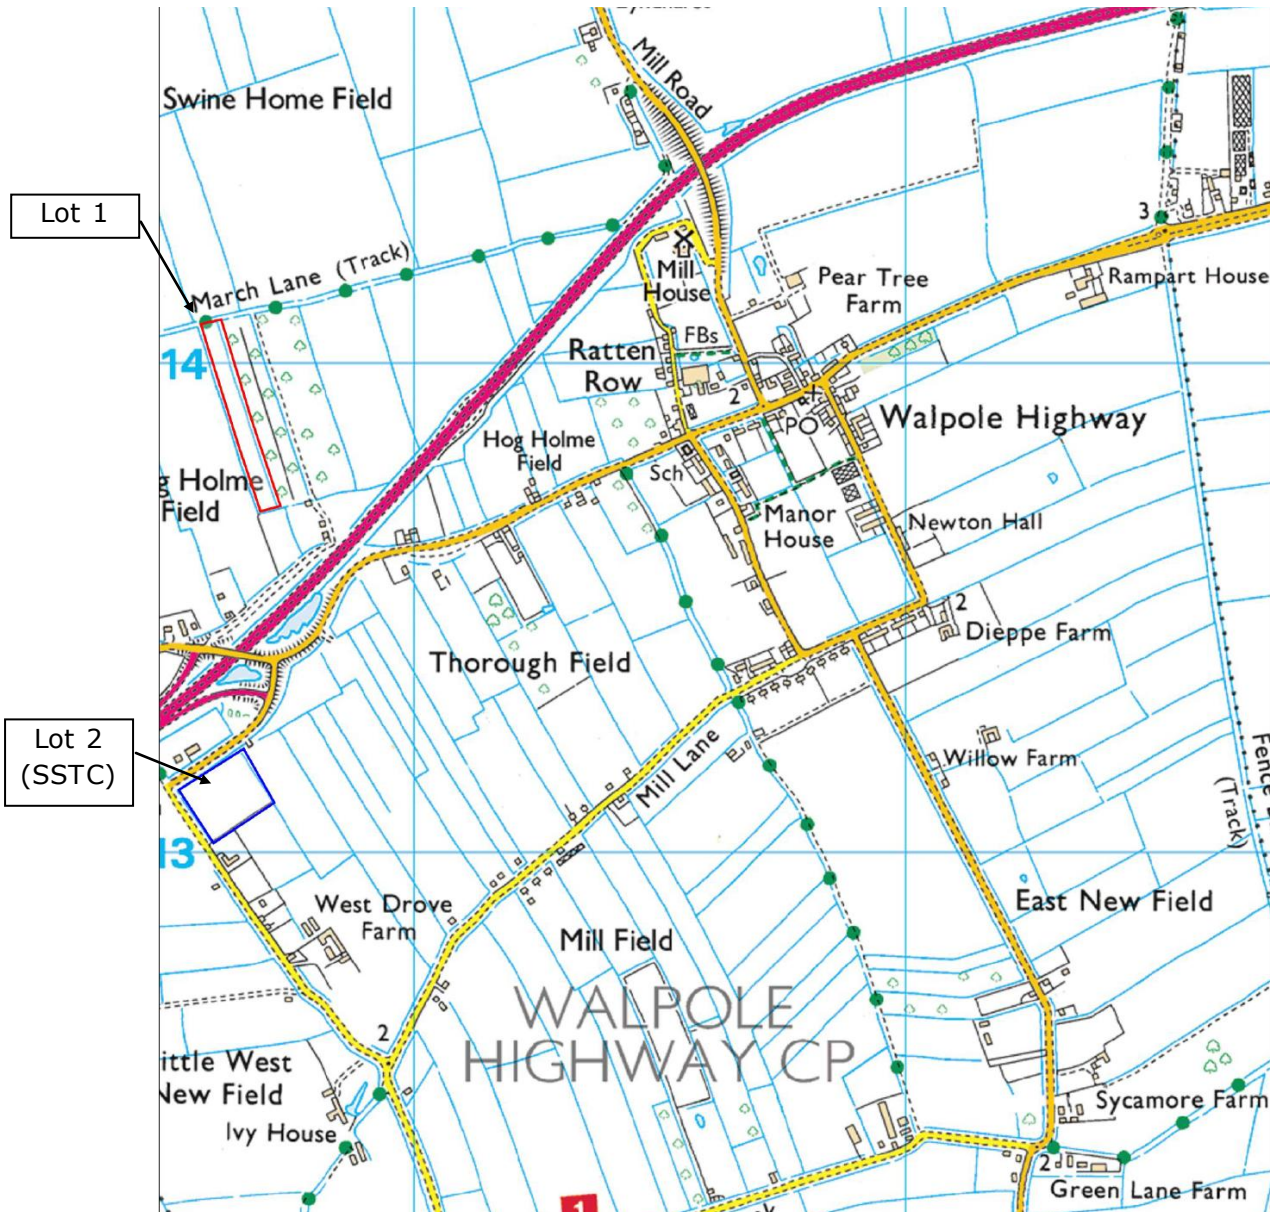 Swine Home Field
Mill Road
Lot 1
3
March Lane (Track)
Mill
House
Pear Tree
Farm
Rampart House
14
FBs
Ratten
Row
2
PO
Walpole Highway
Hog Holme
Field
Sch
Holme
Field
Manor
House
Newton Hall
2
Dieppe Farm
Thorough Field
Lot 2
(SSTC)
Mill Lane
Willow Farm
Fence
(Track)
13
West Drove
Farm
East New Field
Mill Field
WALPOLE
HIGHWAY CP
2
ittle West
New Field
Ivy House
Sycamore Farm
2
Green Lane Farm
1